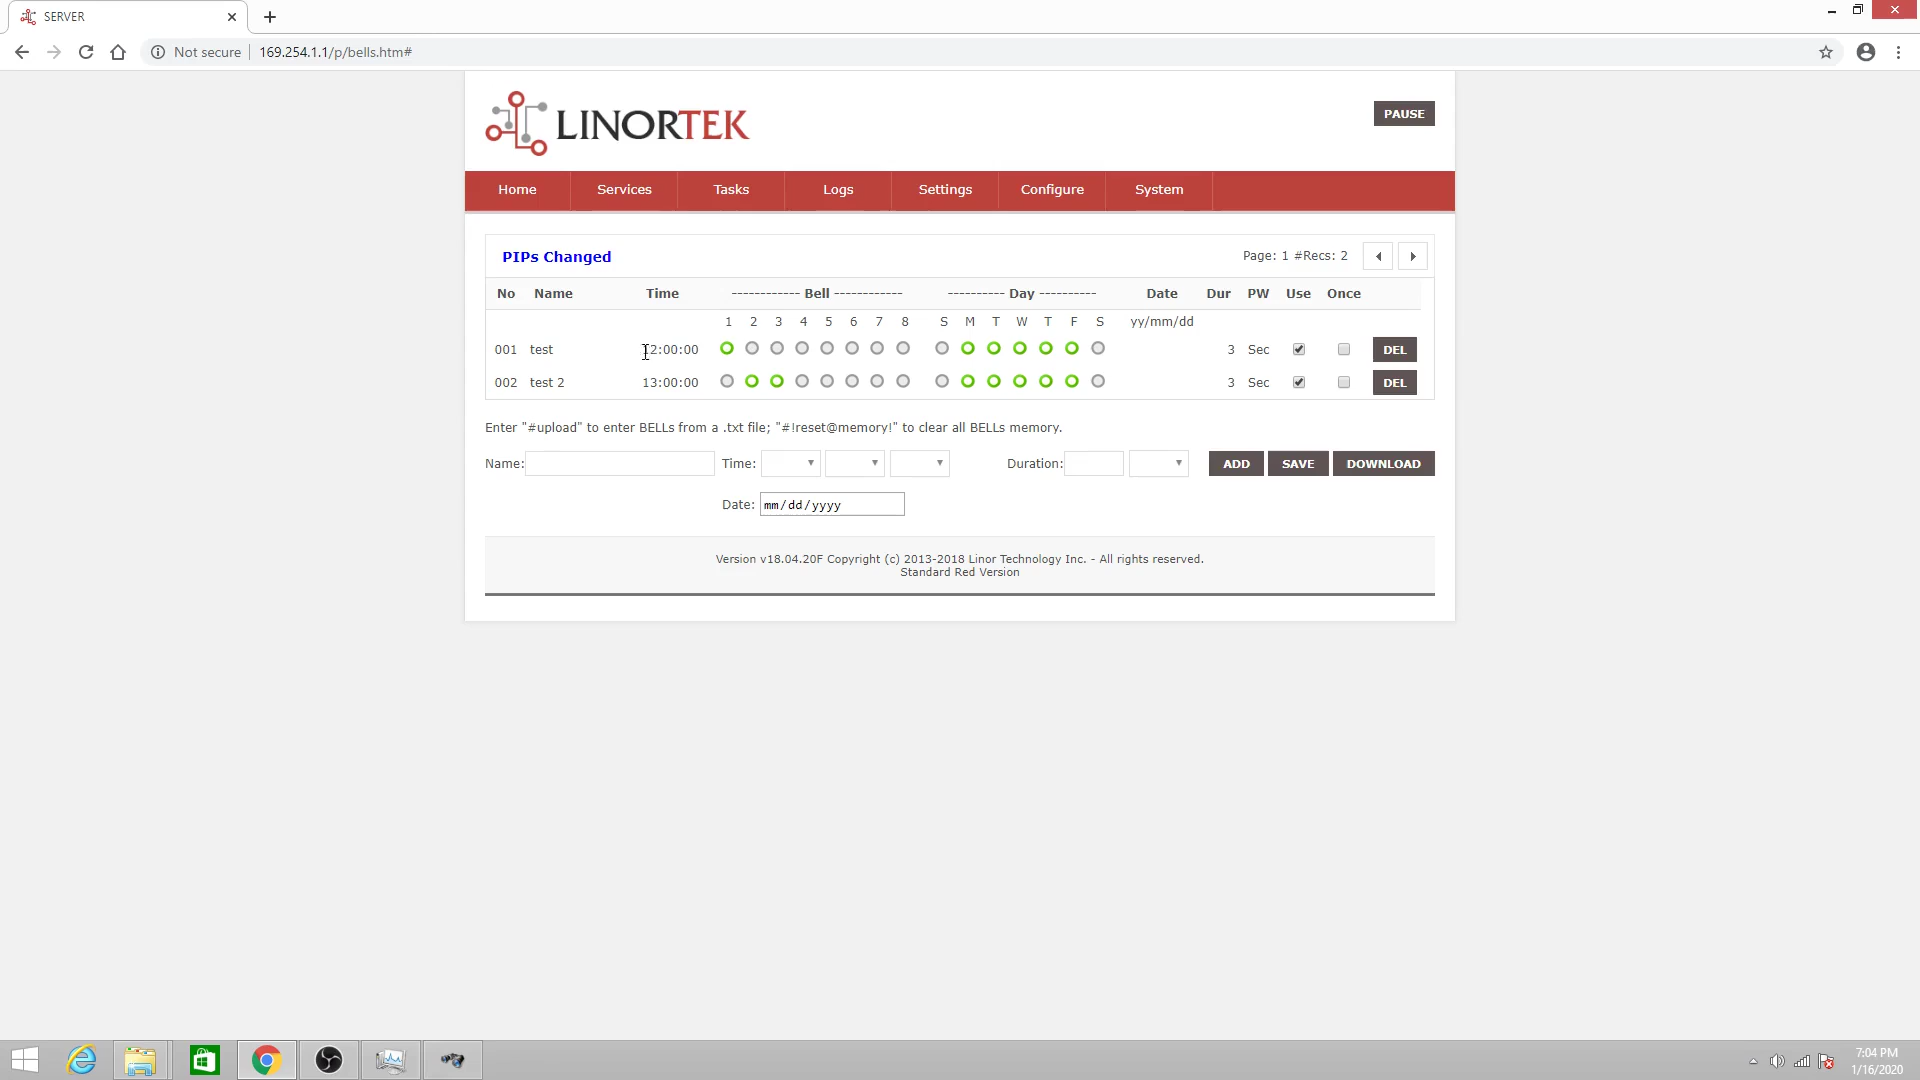 SERVER
Not secure
169.254.1.1/p/bells.htm#
LINORTEK
PAUSE
Home Services Tasks Logs Settings Configure System
PIPs Changed Page: 1 #Recs: 2
No Name Time ------------ Bell ------------ ---------- Day ---------- Date Dur PW Use Once
1 2 3 4 5 6 7 8 S M T W T F S yy/mm/dd
001 test 12:00:00 3 Sec DEL
002 test 2 13:00:00 3 Sec DEL
Enter "#upload" to enter BELLs from a .txt file; "#!reset@memory!" to clear all BELLs memory.
Name: Time: Duration: ADD SAVE DOWNLOAD
Date: mm/dd/yyyy
Version v18.04.20F Copyright (c) 2013-2018 Linor Technology Inc. - All rights reserved.
Standard Red Version
7:04 PM
1/16/2020